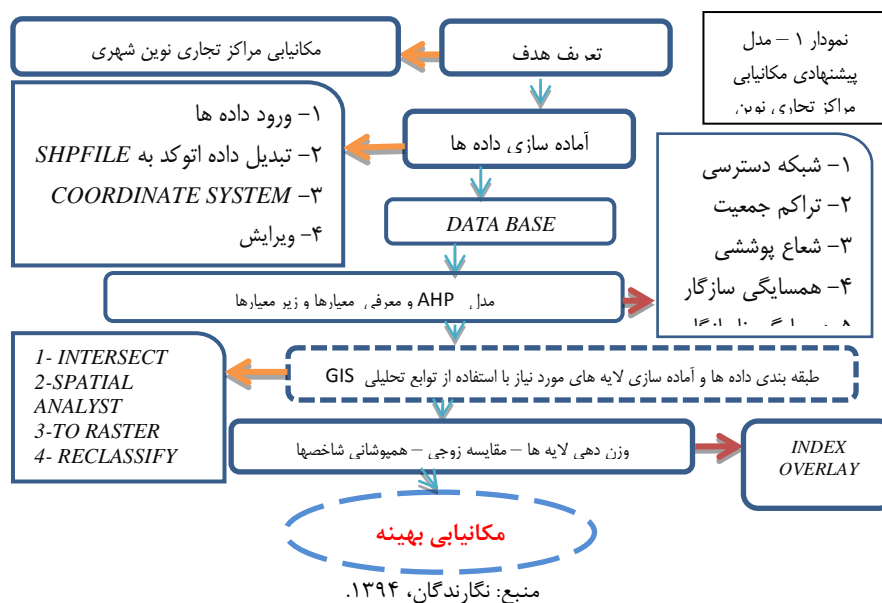 نمودار ۱ – مدل
پیشنهادی مکانیابی
مراکز تجاری نوین
تعریف هدف
مکانیابی مراکز تجاری نوین شهری
آماده سازی داده ها
۱- ورود داده ها
۲- تبدیل داده اتوکد به SHPFILE
۳- COORDINATE SYSTEM
۴- ویرایش
DATA BASE
مدل AHP و معرفی معیارها و زیر معیارها
۱- شبکه دسترسی
۲- تراکم جمعیت
۳- شعاع پوششی
۴- همسایگی سازگار
طبقه بندی داده ها و آماده سازی لایه های مورد نیاز با استفاده از توابع تحلیلی GIS
1- INTERSECT
2-SPATIAL
ANALYST
3-TO RASTER
4- RECLASSIFY
وزن دهی لایه ها – مقایسه زوجی – همپوشانی شاخصها
INDEX
OVERLAY
مکانیابی بهینه
منبع: نگارندگان، ۱۳۹۴.